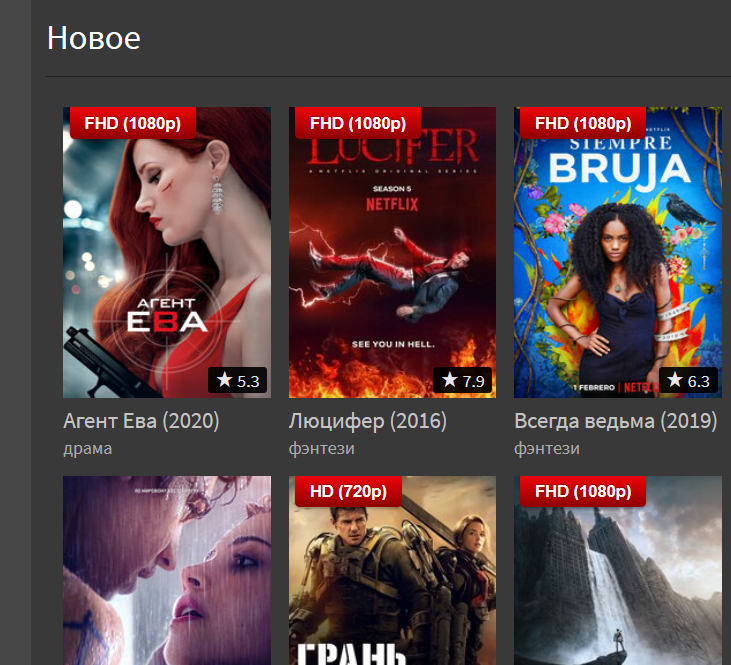 Новое
FHD (1080p)
FHD (1080p)
FHD (1080p)
АГЕНТ
ЕВА
★ 5.3
LUCIFER
A NETFLIX ORIGINAL SERIES
SEASON 5
NETFLIX
SEE YOU IN HELL.
★ 7.9
NETFLIX
SIEMPRE
BRUJA
1 FEBRERO | NETFLIX
★ 6.3
Агент Ева (2020)
Люцифер (2016)
Всегда ведьма (2019)
драма
фэнтези
фэнтези
HD (720p)
FHD (1080p)
ГРАНЬ